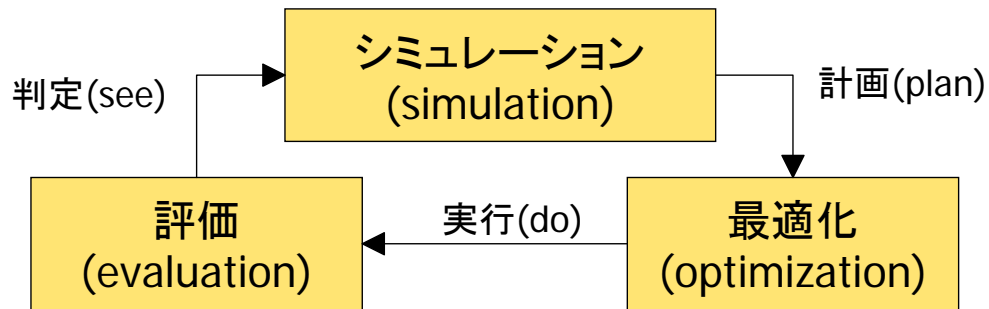 シミュレーション
(simulation)
判定(see)
計画(plan)
評価
(evaluation)
実行(do)
最適化
(optimization)